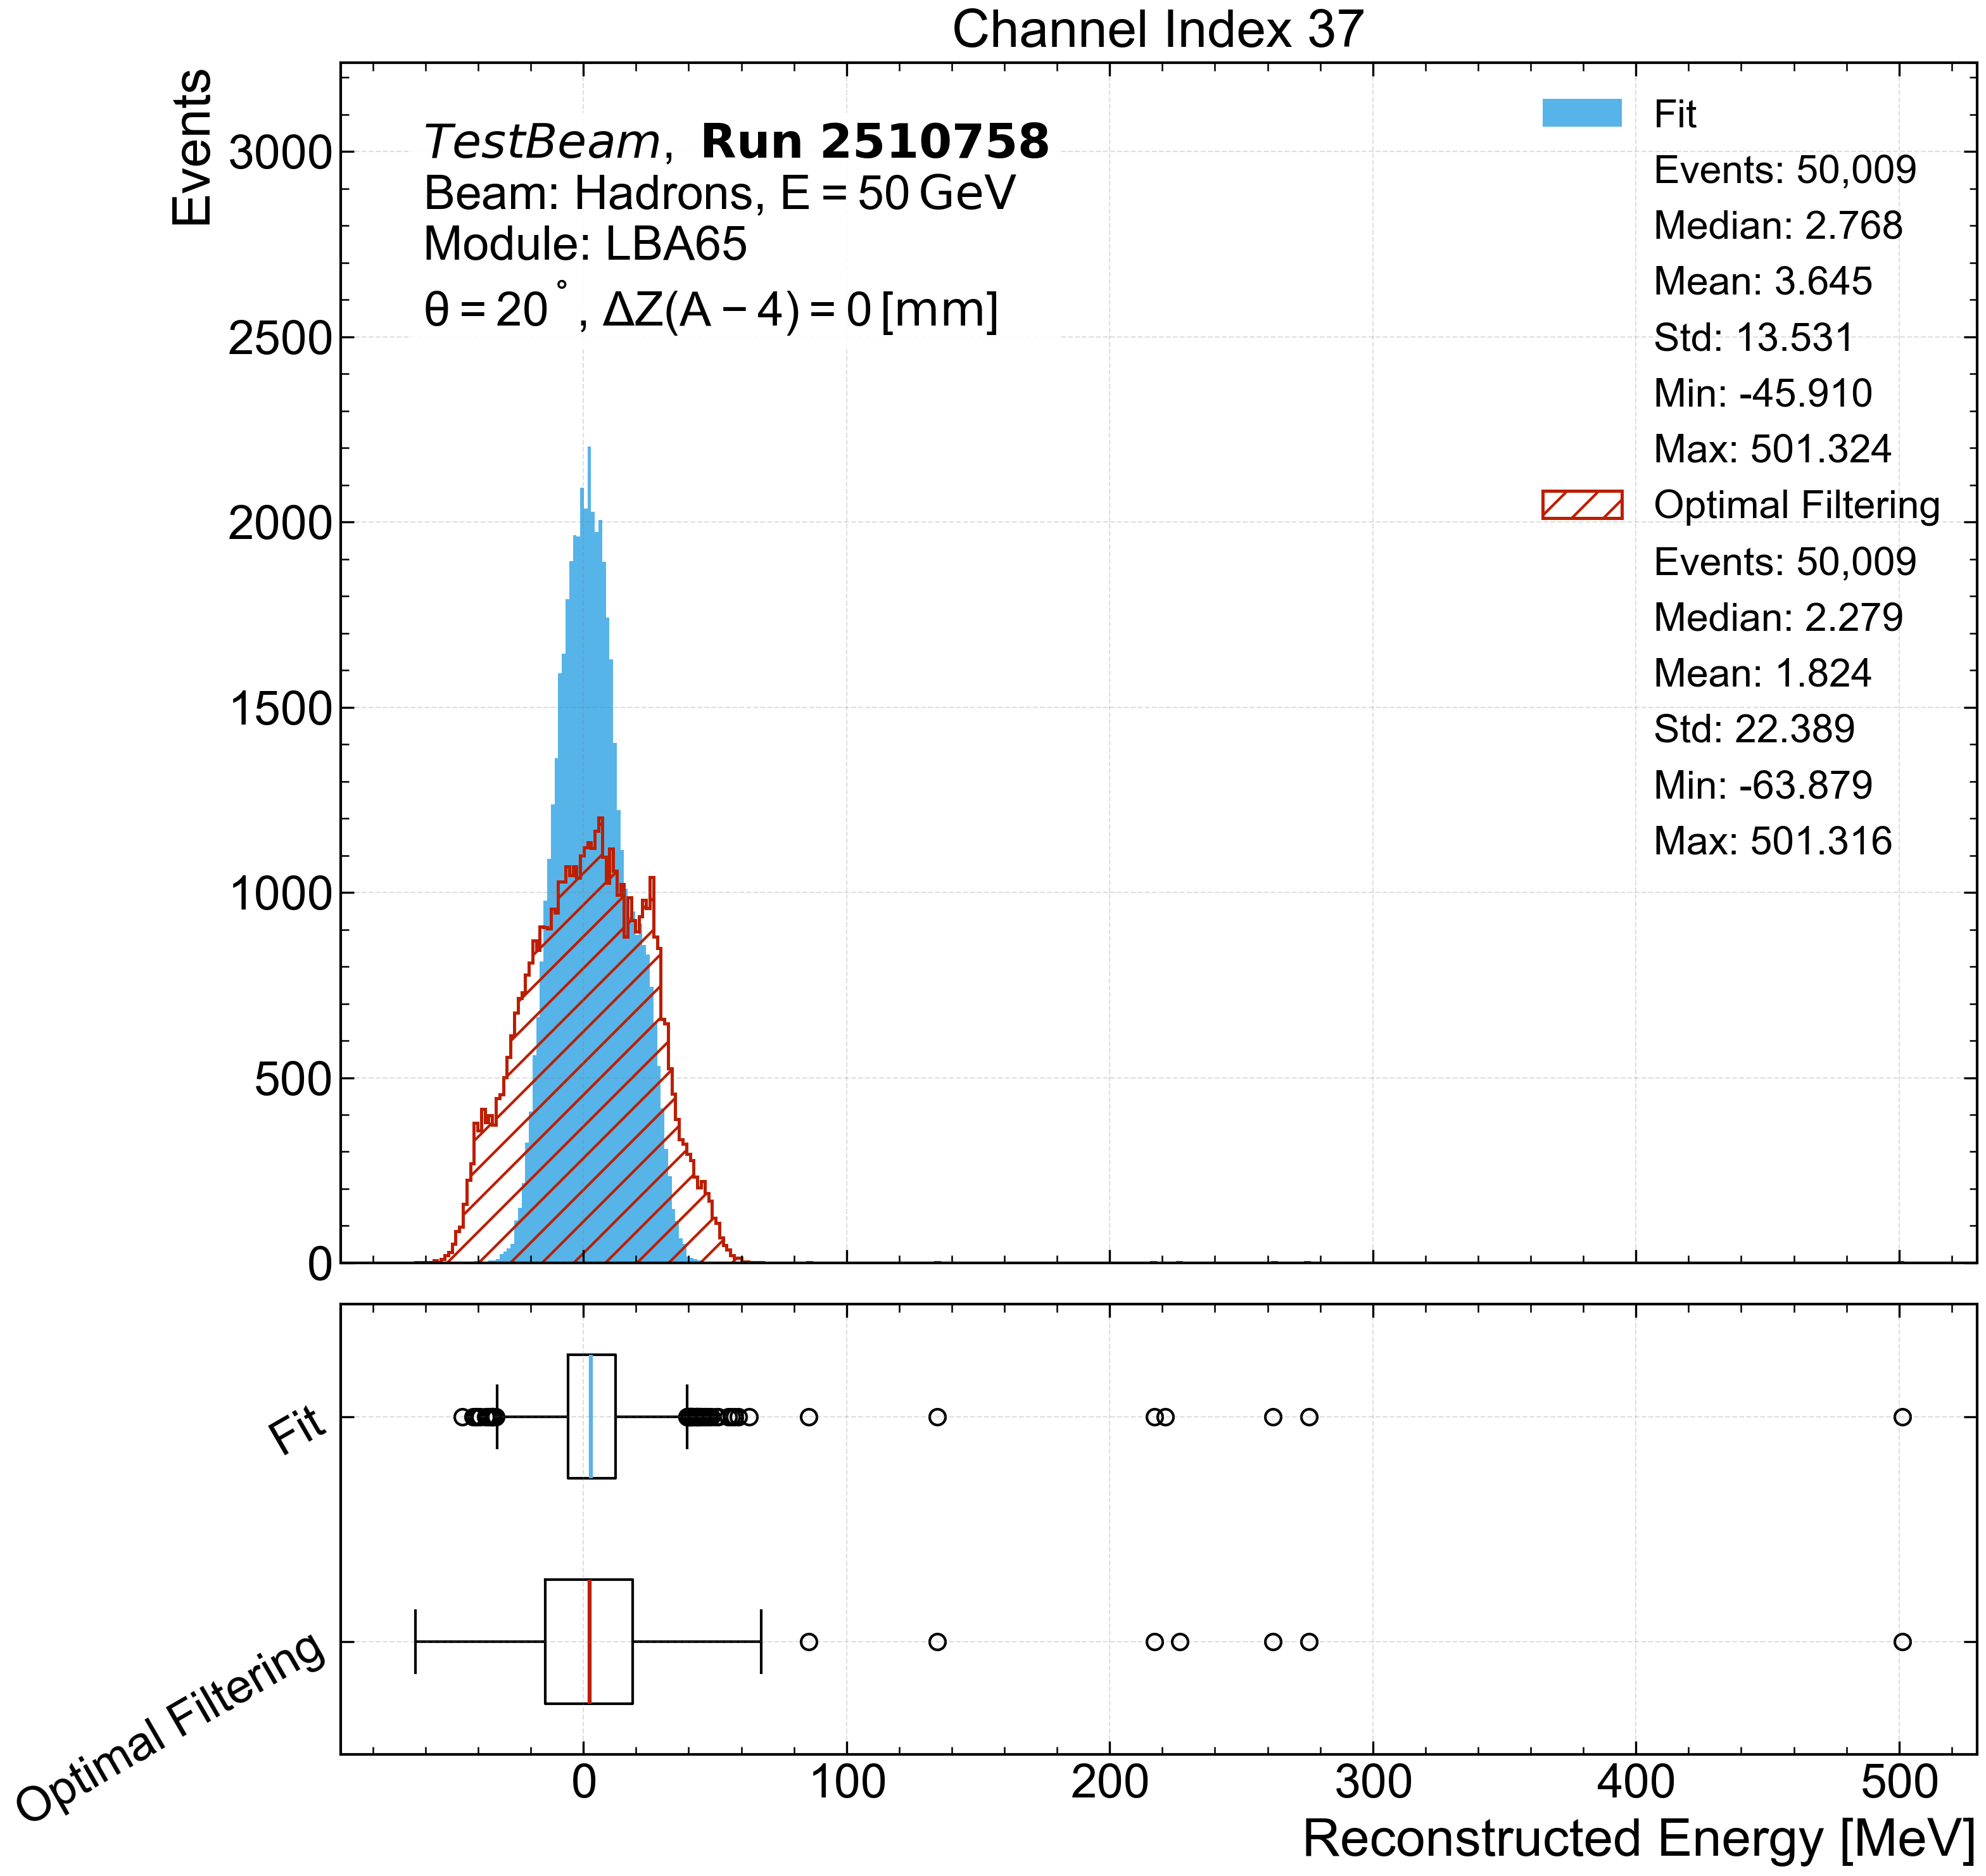 Channel Index 37
Events
3000
2500
2000
1500
1000
500
0
TestBeam, Run 2510758
Beam: Hadrons, E = 50 GeV
Module: LBA65
θ = 20°, ΔZ(A − 4) = 0 [mm]
Fit
Events: 50,009
Median: 2.768
Mean: 3.645
Std: 13.531
Min: -45.910
Max: 501.324
Optimal Filtering
Events: 50,009
Median: 2.279
Mean: 1.824
Std: 22.389
Min: -63.879
Max: 501.316
Fit
Optimal Filtering
0 100 200 300 400 500
Reconstructed Energy [MeV]